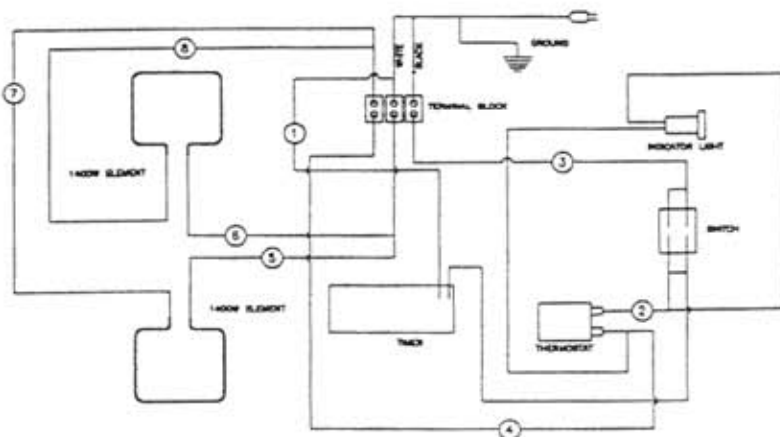 8
7
WHITE
BLACK
GROUND
TERMINAL BLOCK
1
INDICATOR LIGHT
3
1400W ELEMENT
SWITCH
6
5
1400W ELEMENT
2
TIMER
THERMOSTAT
4